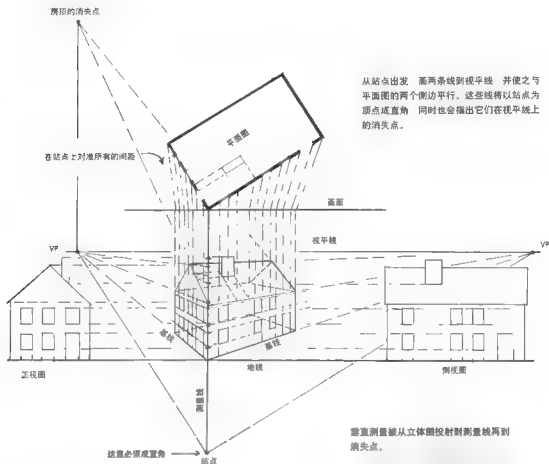 房顶的消失点
从站点出发 画两条线到视平线 并使之与
平面图的两个侧边平行。这些线将以站点为
顶点成直角 同时也会指出它们在视平线上
的消失点。
平面图
在站点上对准所有的间距
画面
视平线
VP
VP
基线
基线
正视图
地线
侧视图
测量线
垂直测量被从立体图投射到测量线再到
消失点。
这里必须成直角
站点